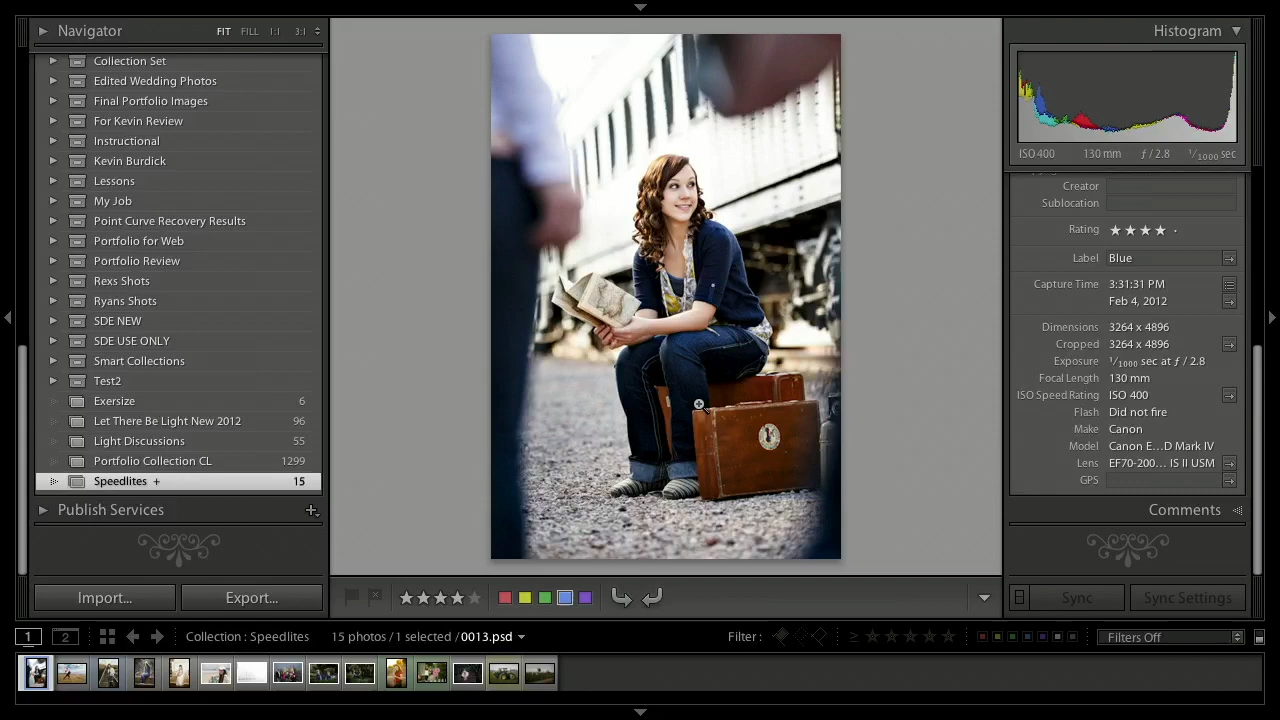 Navigator FIT FILL 1:1 3:1
Collection Set
Edited Wedding Photos
Final Portfolio Images
For Kevin Review
Instructional
Kevin Burdick
Lessons
My Job
Point Curve Recovery Results
Portfolio for Web
Portfolio Review
Rexs Shots
Ryans Shots
SDE NEW
SDE USE ONLY
Smart Collections
Test2
Exersize 6
Let There Be Light New 2012 96
Light Discussions 55
Portfolio Collection CL 1299
Speedlites + 15
Publish Services
Import... Export...
Histogram
ISO 400 130 mm ƒ / 2.8 1/1000 sec
Creator
Sublocation
Rating ★ ★ ★ ★ ·
Label Blue
Capture Time 3:31:31 PM
Feb 4, 2012
Dimensions 3264 x 4896
Cropped 3264 x 4896
Exposure 1/1000 sec at ƒ / 2.8
Focal Length 130 mm
ISO Speed Rating ISO 400
Flash Did not fire
Make Canon
Model Canon E...D Mark IV
Lens EF70-200... IS II USM
GPS
Comments
Sync Sync Settings
1 2 Collection : Speedlites 15 photos / 1 selected / 0013.psd Filter : Filters Off